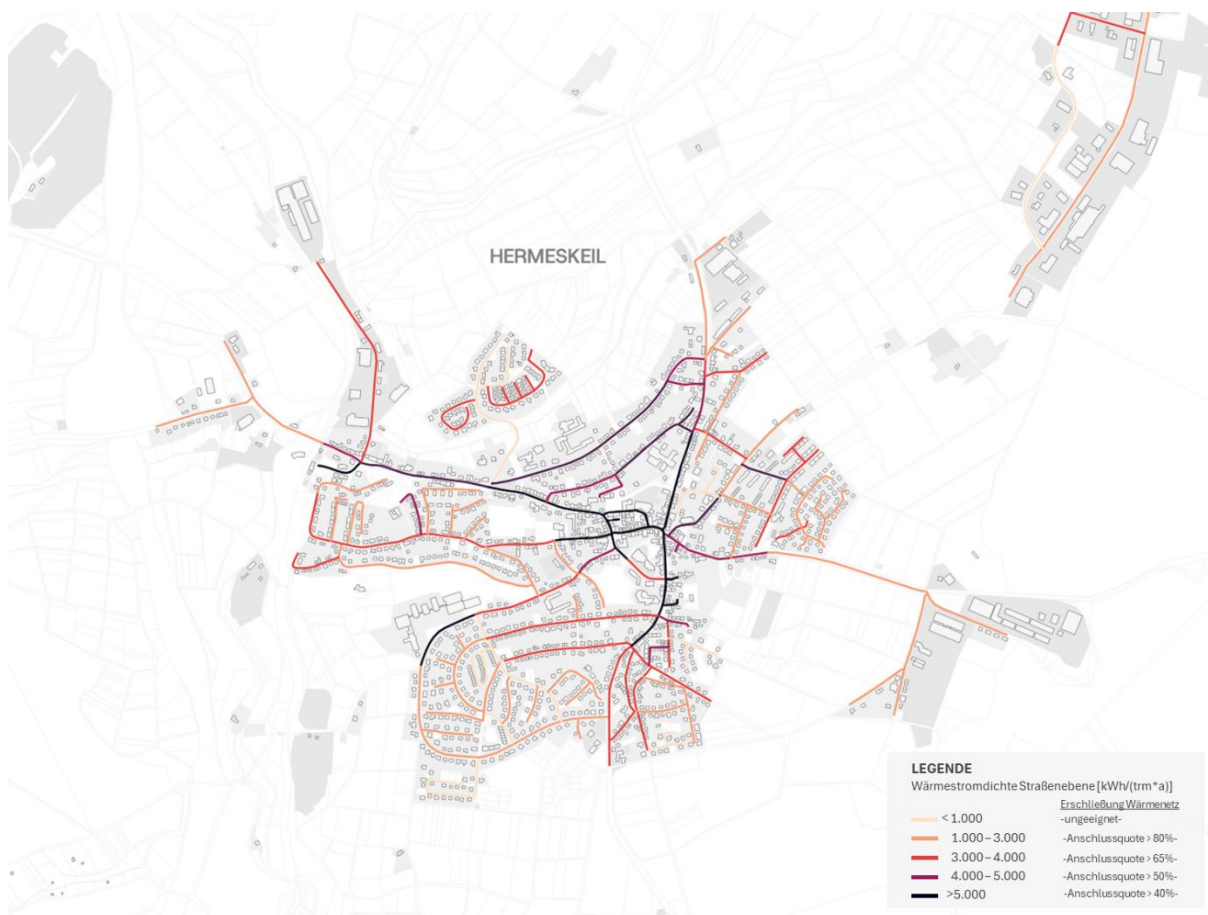 HERMESKEIL
LEGENDE
Wärmestromdichte Straßenebene [kWh/(trm*a)]
Erschließung Wärmenetz
< 1.000 -ungeeignet-
1.000 – 3.000 -Anschlussquote > 80%-
3.000 – 4.000 -Anschlussquote > 65%-
4.000 – 5.000 -Anschlussquote > 50%-
>5.000 -Anschlussquote > 40%-